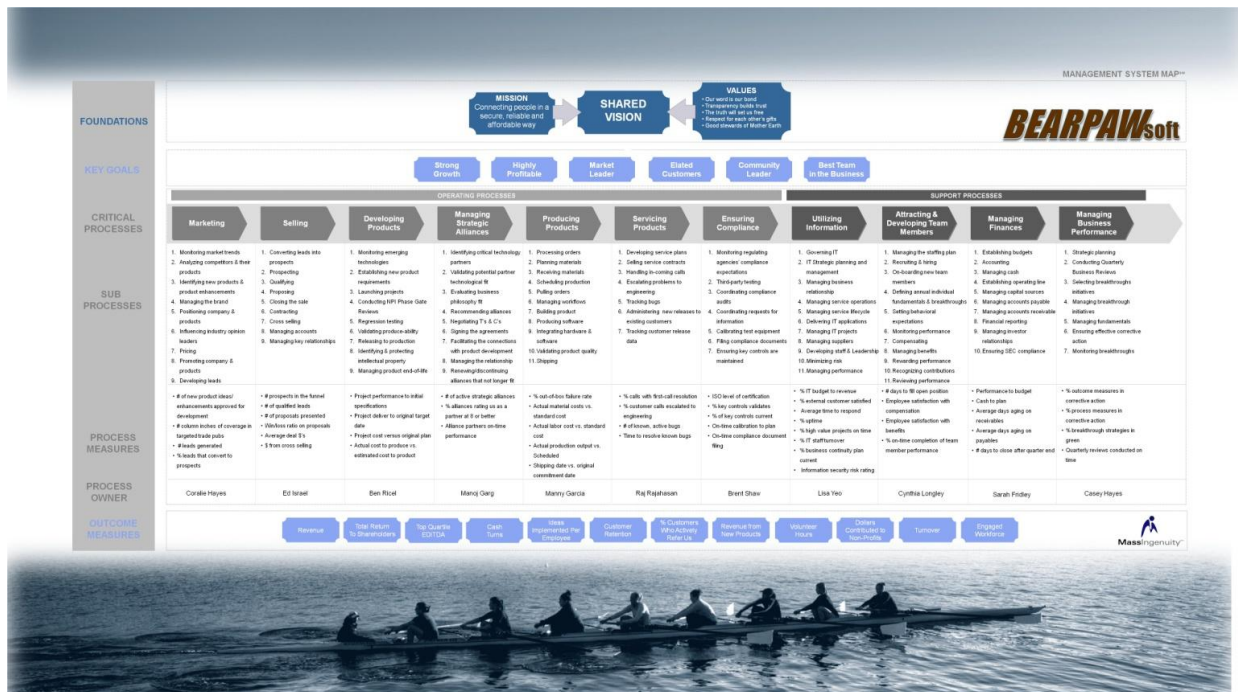 MANAGEMENT SYSTEM MAP™
FOUNDATIONS
MISSION
Connecting people in a
secure, reliable and
affordable way
SHARED
VISION
VALUES
• Our word is our bond
• Transparency builds trust
• The truth will set us free
• Respect for each other's gifts
• Good stewards of Mother Earth
BEARPAWsoft
KEY GOALS
Strong
Growth
Highly
Profitable
Market
Leader
Elated
Customers
Community
Leader
Best Team
in the Business
OPERATING PROCESSES
SUPPORT PROCESSES
CRITICAL
PROCESSES
Marketing
Selling
Developing
Products
Managing
Strategic
Alliances
Producing
Products
Servicing
Products
Ensuring
Compliance
Utilizing
Information
Attracting &
Developing Team
Members
Managing
Finances
Managing
Business
Performance
SUB
PROCESSES
1. Monitoring market trends
2. Analyzing competitors & their
products
3. Identifying new products &
product enhancements
4. Managing the brand
5. Positioning company &
products
6. Influencing industry opinion
leaders
7. Pricing
8. Promoting company &
products
9. Developing leads
1. Converting leads into
prospects
2. Prospecting
3. Qualifying
4. Proposing
5. Closing the sale
6. Contracting
7. Cross selling
8. Managing accounts
9. Managing key relationships
1. Monitoring emerging
technologies
2. Establishing new product
requirements
3. Launching projects
4. Conducting NPI Phase Gate
Reviews
5. Regression testing
6. Validating produce-ability
7. Releasing to production
8. Identifying & protecting
intellectual property
9. Managing product end-of-life
1. Identifying critical technology
partners
2. Validating potential partner
technological fit
3. Evaluating business
philosophy fit
4. Recommending alliances
5. Negotiating T's & C's
6. Signing the agreements
7. Facilitating the connections
with product development
8. Managing the relationship
9. Renewing/discontinuing
alliances that not longer fit
1. Processing orders
2. Planning materials
3. Receiving materials
4. Scheduling production
5. Pulling orders
6. Managing workflows
7. Building product
8. Producing software
9. Integrating hardware &
software
10. Validating product quality
11. Shipping
1. Developing service plans
2. Selling service contracts
3. Handling in-coming calls
4. Escalating problems to
engineering
5. Tracking bugs
6. Administering new releases to
existing customers
7. Tracking customer release
data
1. Monitoring regulating
agencies' compliance
expectations
2. Third-party testing
3. Coordinating compliance
audits
4. Coordinating requests for
information
5. Calibrating test equipment
6. Filing compliance documents
7. Ensuring key controls are
maintained
1. Governing IT
2. IT Strategic planning and
management
3. Managing business
relationship
4. Managing service operations
5. Managing service lifecycle
6. Delivering IT applications
7. Managing IT projects
8. Managing suppliers
9. Developing staff & Leadership
10. Minimizing risk
11. Managing performance
1. Managing the staffing plan
2. Recruiting & hiring
3. On-boarding new team
members
4. Defining annual individual
fundamentals & breakthroughs
5. Setting behavioral
expectations
6. Monitoring performance
7. Compensating
8. Managing benefits
9. Rewarding performance
10. Recognizing contributions
11. Reviewing performance
1. Establishing budgets
2. Accounting
3. Managing cash
4. Establishing operating line
5. Managing capital sources
6. Managing accounts payable
7. Managing accounts receivable
8. Financial reporting
9. Managing investor
relationships
10. Ensuring SEC compliance
1. Strategic planning
2. Conducting Quarterly
Business Reviews
3. Selecting breakthroughs
initiatives
4. Managing breakthrough
initiatives
5. Managing fundamentals
6. Ensuring effective corrective
action
7. Monitoring breakthroughs
PROCESS
MEASURES
• # of new product ideas/
enhancements approved for
development
• # column inches of coverage in
targeted trade pubs
• # leads generated
• % leads that convert to
prospects
• # prospects in the funnel
• # of qualified leads
• # of proposals presented
• Win/loss ratio on proposals
• Average deal $'s
• $ from cross selling
• Project performance to initial
specifications
• Project deliver to original target
date
• Project cost versus original plan
• Actual cost to produce vs.
estimated cost to product
• # of active strategic alliances
• % alliances rating us as a
partner at 8 or better
• Alliance partners on-time
performance
• % out-of-box failure rate
• Actual material costs vs.
standard cost
• Actual labor cost vs. standard
cost
• Actual production output vs.
Scheduled
• Shipping date vs. original
commitment date
• % calls with first-call resolution
• % customer calls escalated to
engineering
• # of known, active bugs
• Time to resolve known bugs
• ISO level of certification
• % key controls validates
• % of key controls current
• On-time calibration to plan
• On-time compliance document
filing
• % IT budget to revenue
• % external customer satisfied
• Average time to respond
• % uptime
• % high value projects on time
• % IT staff turnover
• % business continuity plan
current
• Information security risk rating
• # days to fill open position
• Employee satisfaction with
compensation
• Employee satisfaction with
benefits
• % on-time completion of team
member performance
• Performance to budget
• Cash to plan
• Average days aging on
receivables
• Average days aging on
payables
• # days to close after quarter end
• % outcome measures in
corrective action
• % process measures in
corrective action
• % breakthrough strategies in
green
• Quarterly reviews conducted on
time
PROCESS
OWNER
Coralie Hayes
Ed Israel
Ben Ricel
Manoj Garg
Manny Garcia
Raj Rajahasan
Brent Shaw
Lisa Yeo
Cynthia Longley
Sarah Fridley
Casey Hayes
OUTCOME
MEASURES
Revenue
Total Return
To Shareholders
Top Quartile
EDITDA
Cash
Turns
Ideas
Implemented Per
Employee
Customer
Retention
% Customers
Who Actively
Refer Us
Revenue from
New Products
Volunteer
Hours
Dollars
Contributed to
Non-Profits
Turnover
Engaged
Workforce
MassIngenuity